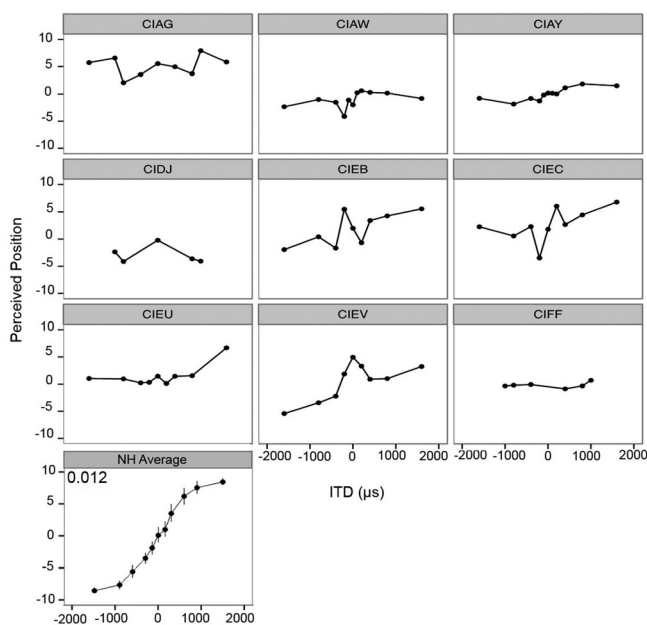 CIAG CIAW CIAY
10
5
0
-5
-10
CIDJ CIEB CIEC
10
5
0
-5
-10
Perceived Position
CIEU CIEV CIFF
10
5
0
-5
-10
-2000 -1000 0 1000 2000 -2000 -1000 0 1000 2000
NH Average
0.012
ITD (µs)
10
5
0
-5
-10
-2000 -1000 0 1000 2000